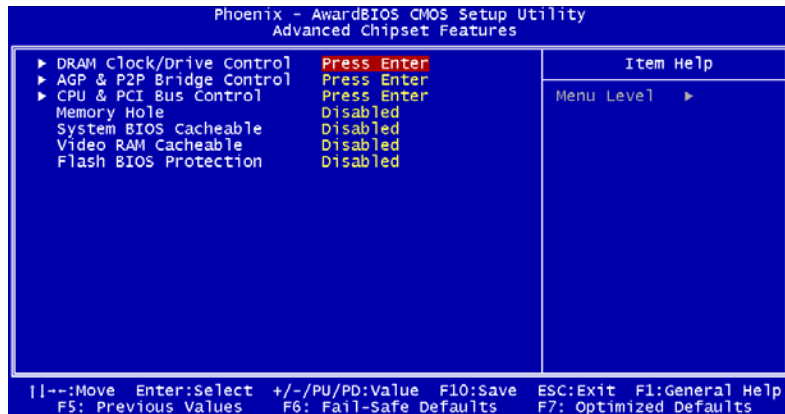 Phoenix - AwardBIOS CMOS Setup Utility
Advanced Chipset Features
▶ DRAM Clock/Drive Control Press Enter
▶ AGP & P2P Bridge Control Press Enter
▶ CPU & PCI Bus Control Press Enter
Memory Hole Disabled
System BIOS Cacheable Disabled
Video RAM Cacheable Disabled
Flash BIOS Protection Disabled
Item Help
Menu Level ▶
↑↓→←:Move Enter:Select +/-/PU/PD:Value F10:Save ESC:Exit F1:General Help
F5: Previous Values F6: Fail-Safe Defaults F7: Optimized Defaults